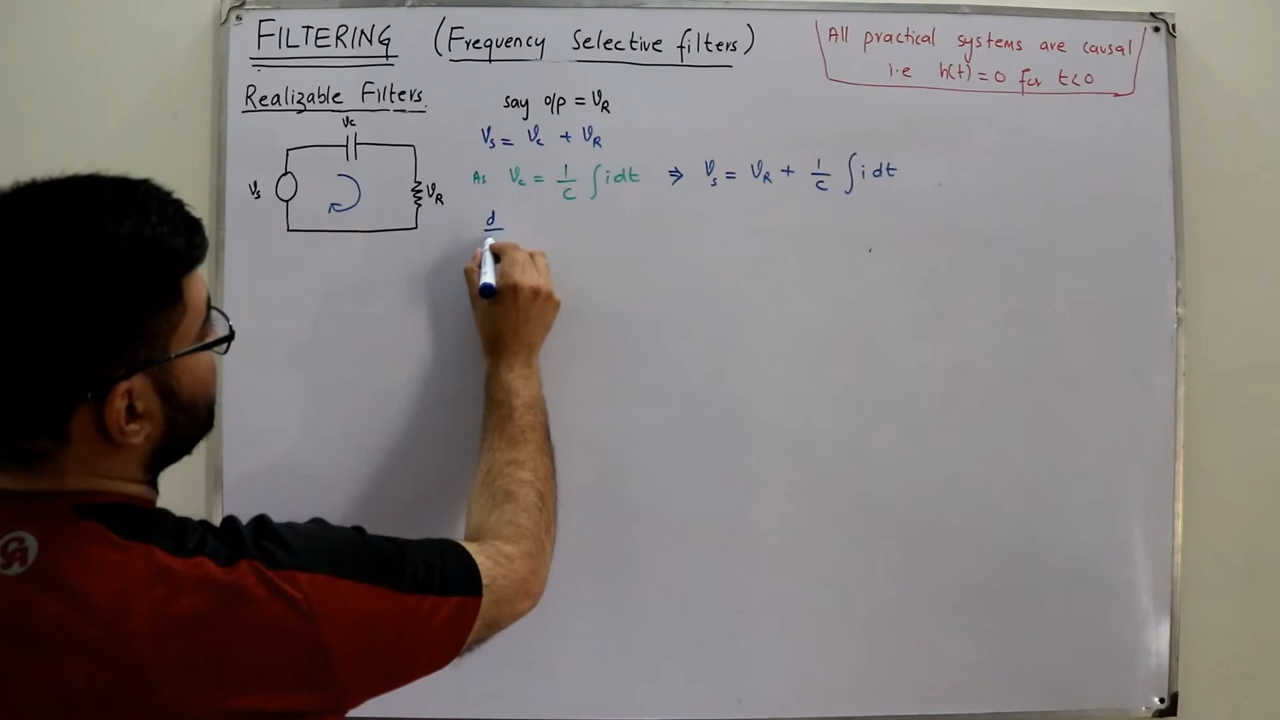 FILTERING (Frequency Selective filters)
All practical systems are causal
i.e h(t) = 0 for t<0
Realizable Filters.
Vc
Vs
VR
say o/p = VR
Vs = Vc + VR
As Vc = 1/C ∫ i dt ⇒ Vs = VR + 1/C ∫ i dt
d